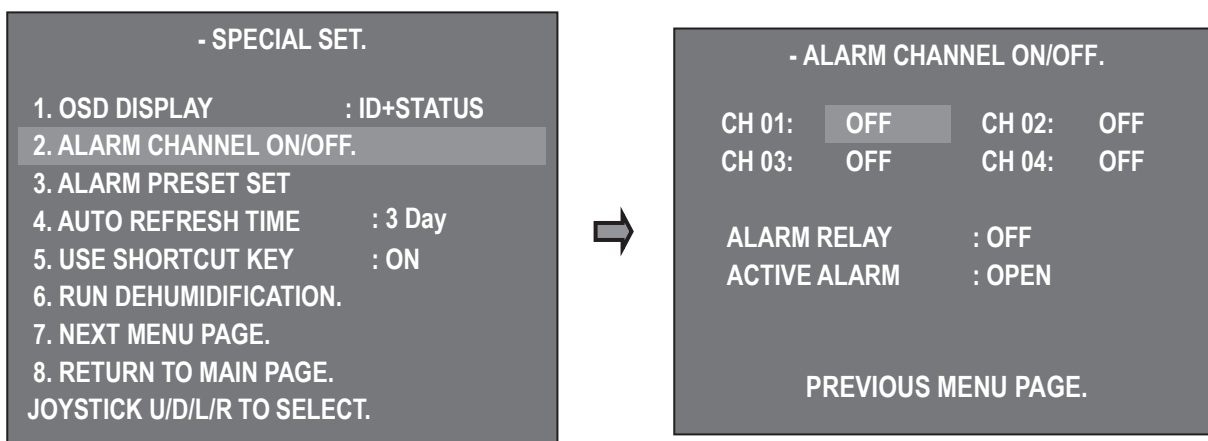 - SPECIAL SET.
1. OSD DISPLAY : ID+STATUS
2. ALARM CHANNEL ON/OFF.
3. ALARM PRESET SET
4. AUTO REFRESH TIME : 3 Day
5. USE SHORTCUT KEY : ON
6. RUN DEHUMIDIFICATION.
7. NEXT MENU PAGE.
8. RETURN TO MAIN PAGE.
JOYSTICK U/D/L/R TO SELECT.
- ALARM CHANNEL ON/OFF.
CH 01: OFF CH 02: OFF
CH 03: OFF CH 04: OFF
ALARM RELAY : OFF
ACTIVE ALARM : OPEN
PREVIOUS MENU PAGE.